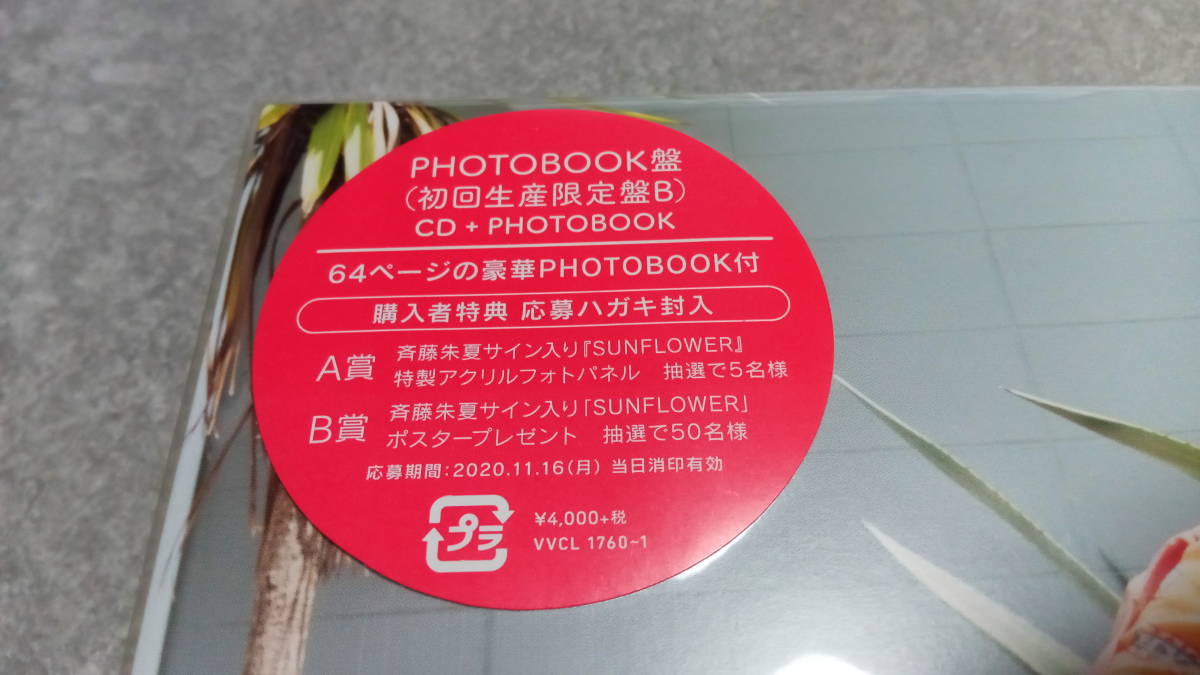 PHOTOBOOK盤
(初回生産限定盤B)
CD + PHOTOBOOK
64ページの豪華PHOTOBOOK付
購入者特典 応募ハガキ封入
A賞 斉藤朱夏サイン入り『SUNFLOWER』
特製アクリルフォトパネル 抽選で5名様
B賞 斉藤朱夏サイン入り「SUNFLOWER」
ポスタープレゼント 抽選で50名様
応募期間:2020.11.16(月) 当日消印有効
プラ
¥4,000+税
VVCL 1760~1